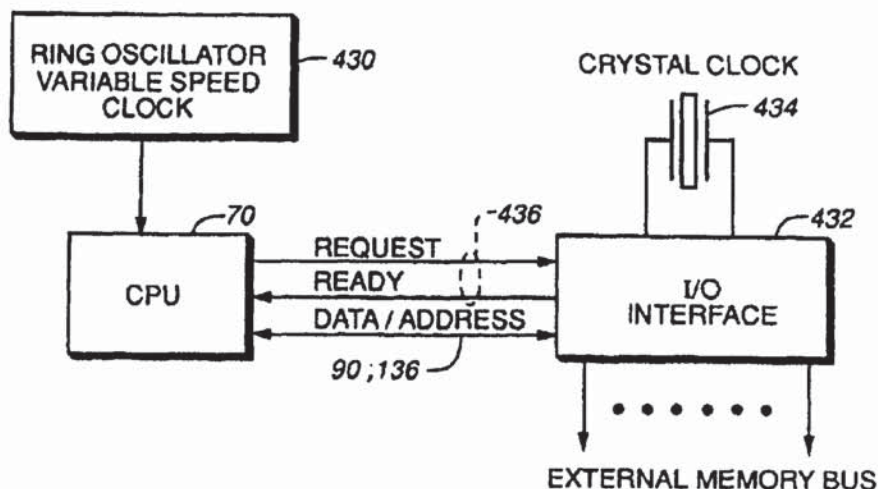 RING OSCILLATOR
VARIABLE SPEED
CLOCK
430
CRYSTAL CLOCK
434
70
CPU
REQUEST
READY
DATA / ADDRESS
436
90 ; 136
432
I/O
INTERFACE
EXTERNAL MEMORY BUS